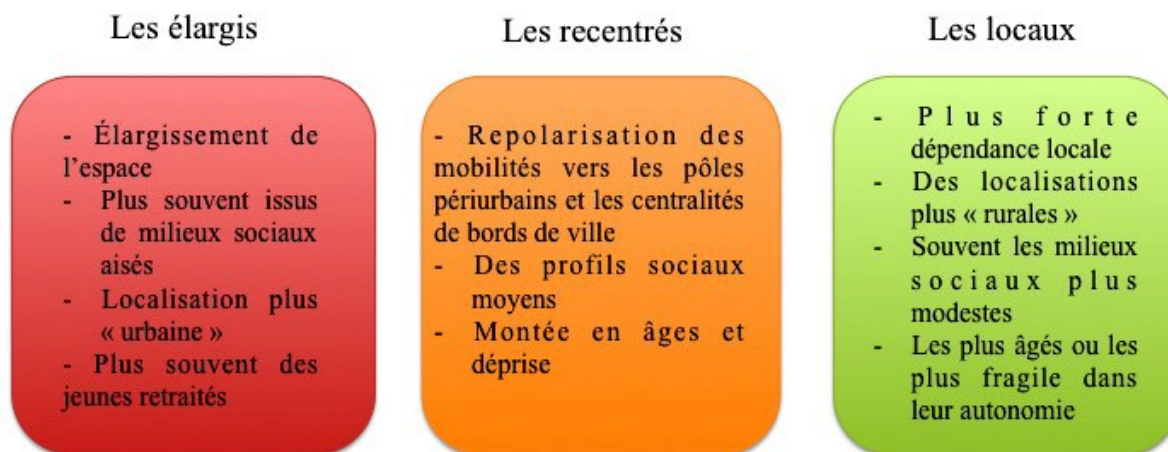 Les élargis
- Élargissement de
l'espace
- Plus souvent issus
de milieux sociaux
aisés
- Localisation plus
« urbaine »
- Plus souvent des
jeunes retraités
Les recentrés
- Repolarisation des
mobilités vers les pôles
périurbains et les centralités
de bords de ville
- Des profils sociaux
moyens
- Montée en âges et
déprise
Les locaux
- Plus forte
dépendance locale
- Des localisations
plus « rurales »
- Souvent les milieux
sociaux plus
modestes
- Les plus âgés ou les
plus fragile dans
leur autonomie